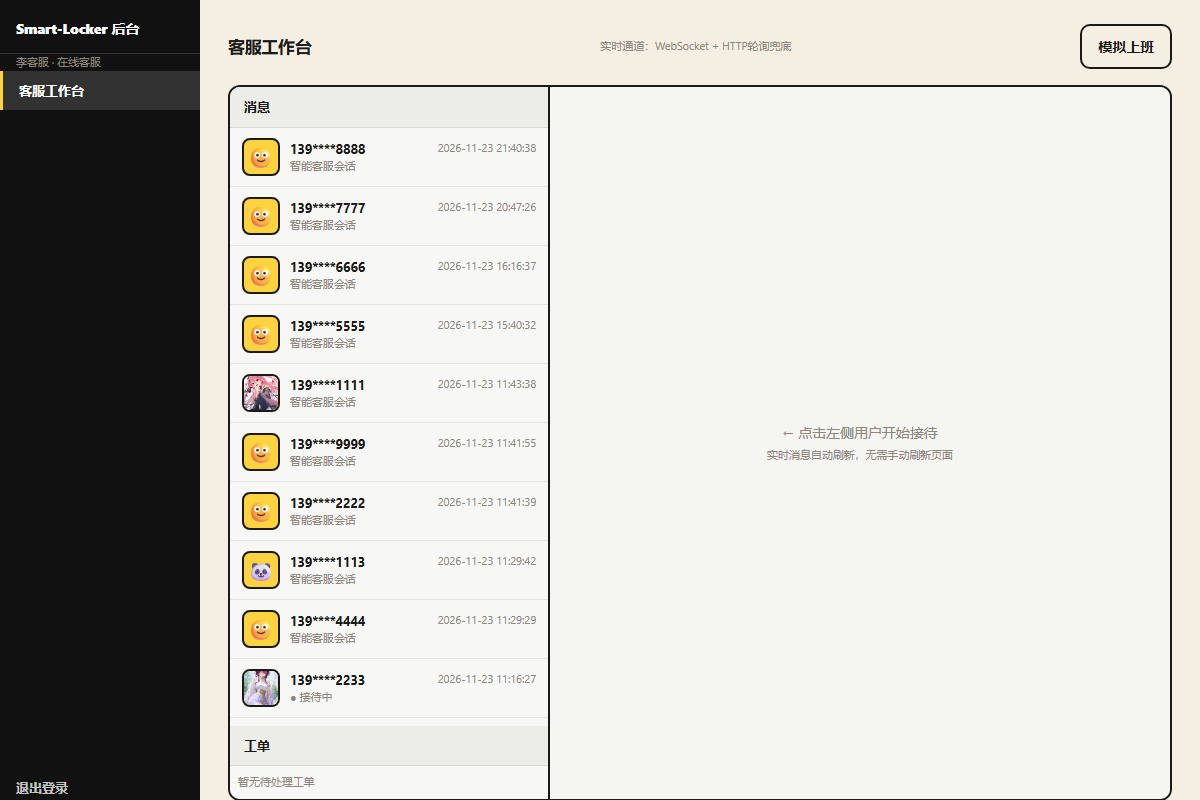 Smart-Locker 后台
李客服 · 在线客服
客服工作台
退出登录
客服工作台
实时通道：WebSocket + HTTP轮询兜底
模拟上班
消息
139****8888 2026-11-23 21:40:38
智能客服会话
139****7777 2026-11-23 20:47:26
智能客服会话
139****6666 2026-11-23 16:16:37
智能客服会话
139****5555 2026-11-23 15:40:32
智能客服会话
139****1111 2026-11-23 11:43:38
智能客服会话
139****9999 2026-11-23 11:41:55
智能客服会话
139****2222 2026-11-23 11:41:39
智能客服会话
139****1113 2026-11-23 11:29:42
智能客服会话
139****4444 2026-11-23 11:29:29
智能客服会话
139****2233 2026-11-23 11:16:27
● 接待中
工单
暂无待处理工单
← 点击左侧用户开始接待
实时消息自动刷新，无需手动刷新页面